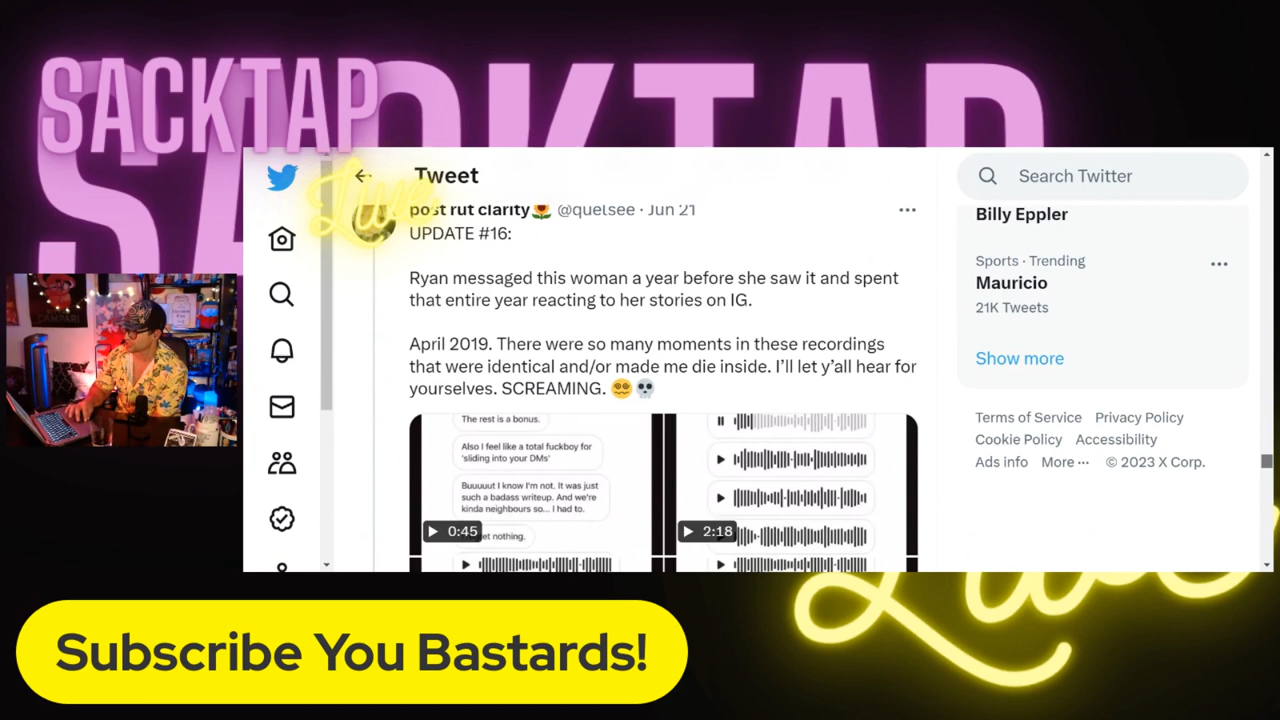 SACKTAP
SACKTAP
Live
Tweet
Search Twitter
post rut clarity🌻 @quelsee · Jun 21
UPDATE #16:
Ryan messaged this woman a year before she saw it and spent
that entire year reacting to her stories on IG.
April 2019. There were so many moments in these recordings
that were identical and/or made me die inside. I’ll let y’all hear for
yourselves. SCREAMING. 😵‍💫💀
The rest is a bonus.
Also I feel like a total fuckboy for
'sliding into your DMs'
Buuuuut I know I'm not. It was just
such a badass writeup. And we're
kinda neighbours so... I had to.
et nothing.
0:45
2:18
Billy Eppler
Sports · Trending
Mauricio
21K Tweets
Show more
Terms of Service Privacy Policy
Cookie Policy Accessibility
Ads info More ··· © 2023 X Corp.
Live
Subscribe You Bastards!